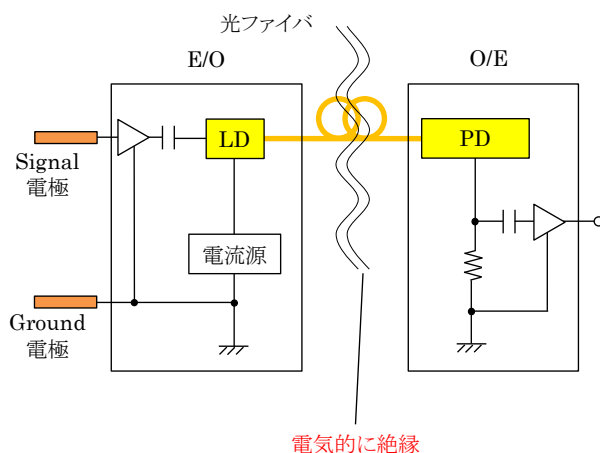 光ファイバ
E/O
O/E
LD
PD
Signal
電極
電流源
Ground
電極
電気的に絶縁